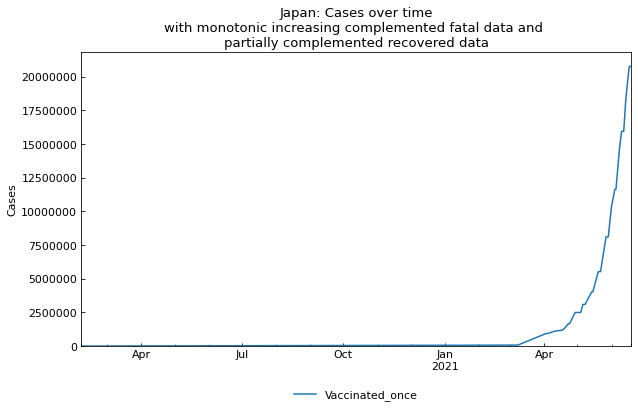 Japan: Cases over time
with monotonic increasing complemented fatal data and
partially complemented recovered data
20000000
17500000
15000000
12500000
10000000
7500000
5000000
2500000
0
Cases
Apr
Jul
Oct
Jan
2021
Apr
Vaccinated_once